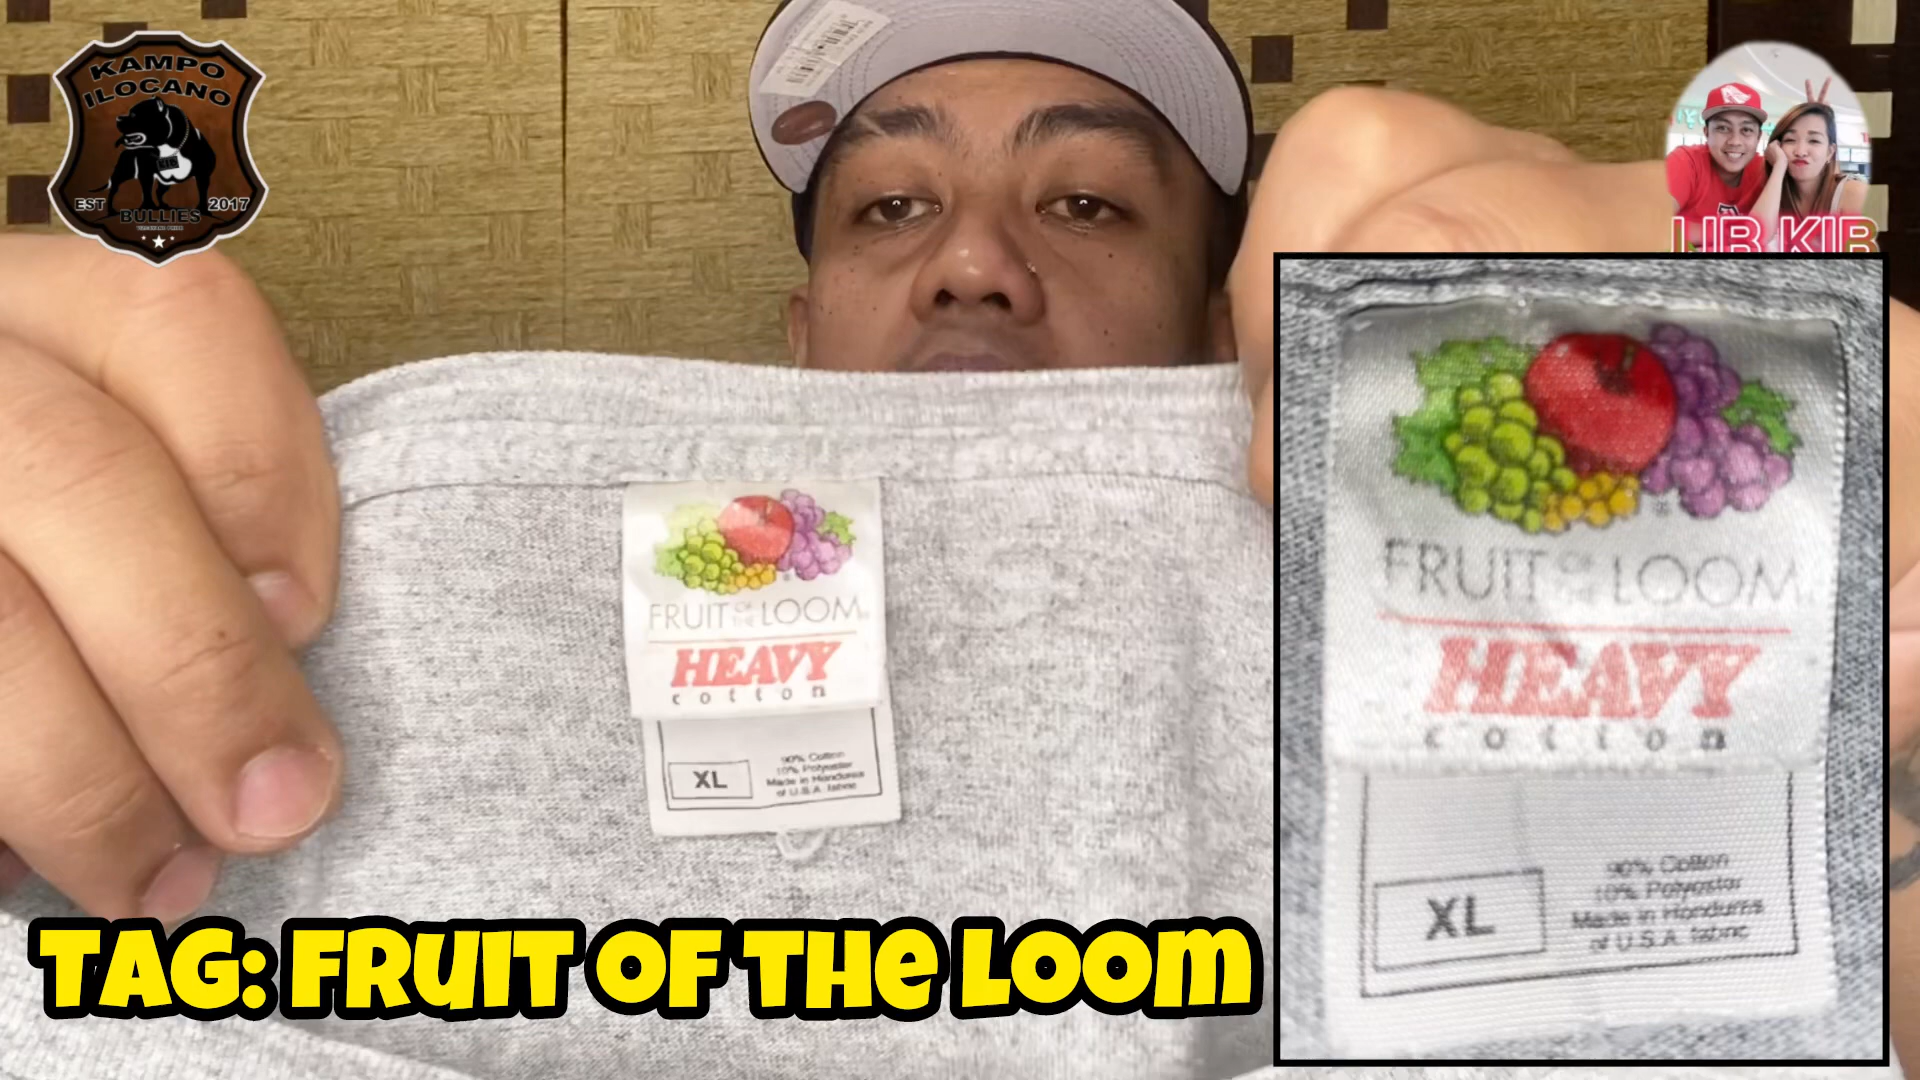 KAMPO
ILOCANO
KIB
EST 2017
BULLIES
KIB
FRUIT OF THE LOOM
HEAVY
cotton
XL
90% Cotton
10% Polyester
Made in Honduras
of U.S.A. fabric
TAG: FRUIT OF THE LOOM
FRUIT OF THE LOOM
HEAVY
cotton
XL
90% Cotton
10% Polyester
Made in Honduras
of U.S.A. fabric